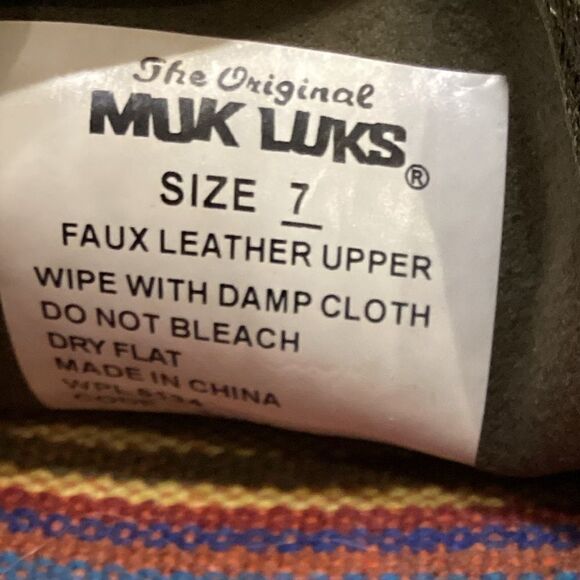 The Original
MUK LUKS®
SIZE 7
FAUX LEATHER UPPER
WIPE WITH DAMP CLOTH
DO NOT BLEACH
DRY FLAT
MADE IN CHINA
WPL